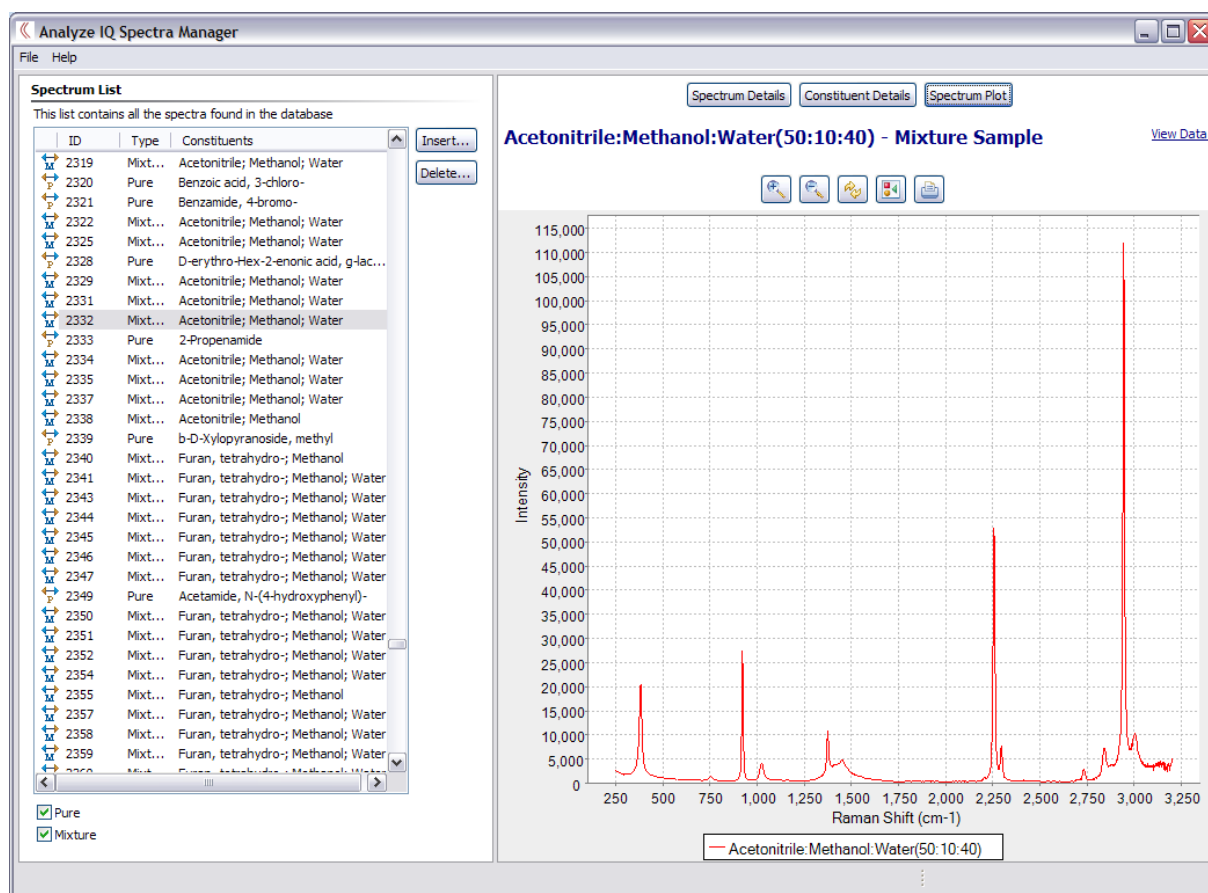 Analyze IQ Spectra Manager
File Help
Spectrum List
This list contains all the spectra found in the database
ID Type Constituents
2319 Mixt... Acetonitrile; Methanol; Water
2320 Pure Benzoic acid, 3-chloro-
2321 Pure Benzamide, 4-bromo-
2322 Mixt... Acetonitrile; Methanol; Water
2325 Mixt... Acetonitrile; Methanol; Water
2328 Pure D-erythro-Hex-2-enonic acid, g-lac...
2329 Mixt... Acetonitrile; Methanol; Water
2331 Mixt... Acetonitrile; Methanol; Water
2332 Mixt... Acetonitrile; Methanol; Water
2333 Pure 2-Propenamide
2334 Mixt... Acetonitrile; Methanol; Water
2335 Mixt... Acetonitrile; Methanol; Water
2337 Mixt... Acetonitrile; Methanol; Water
2338 Mixt... Acetonitrile; Methanol
2339 Pure b-D-Xylopyranoside, methyl
2340 Mixt... Furan, tetrahydro-; Methanol
2341 Mixt... Furan, tetrahydro-; Methanol; Water
2343 Mixt... Furan, tetrahydro-; Methanol; Water
2344 Mixt... Furan, tetrahydro-; Methanol; Water
2345 Mixt... Furan, tetrahydro-; Methanol; Water
2346 Mixt... Furan, tetrahydro-; Methanol; Water
2347 Mixt... Furan, tetrahydro-; Methanol; Water
2349 Pure Acetamide, N-(4-hydroxyphenyl)-
2350 Mixt... Furan, tetrahydro-; Methanol; Water
2351 Mixt... Furan, tetrahydro-; Methanol; Water
2352 Mixt... Furan, tetrahydro-; Methanol; Water
2354 Mixt... Furan, tetrahydro-; Methanol; Water
2355 Mixt... Furan, tetrahydro-; Methanol
2357 Mixt... Furan, tetrahydro-; Methanol; Water
2358 Mixt... Furan, tetrahydro-; Methanol; Water
2359 Mixt... Furan, tetrahydro-; Methanol; Water
Insert...
Delete...
Pure
Mixture
Spectrum Details Constituent Details Spectrum Plot
Acetonitrile:Methanol:Water(50:10:40) - Mixture Sample
View Data
115,000
110,000
105,000
100,000
95,000
90,000
85,000
80,000
75,000
70,000
65,000
60,000
55,000
50,000
45,000
40,000
35,000
30,000
25,000
20,000
15,000
10,000
5,000
0
Intensity
250 500 750 1,000 1,250 1,500 1,750 2,000 2,250 2,500 2,750 3,000 3,250
Raman Shift (cm-1)
Acetonitrile:Methanol:Water(50:10:40)